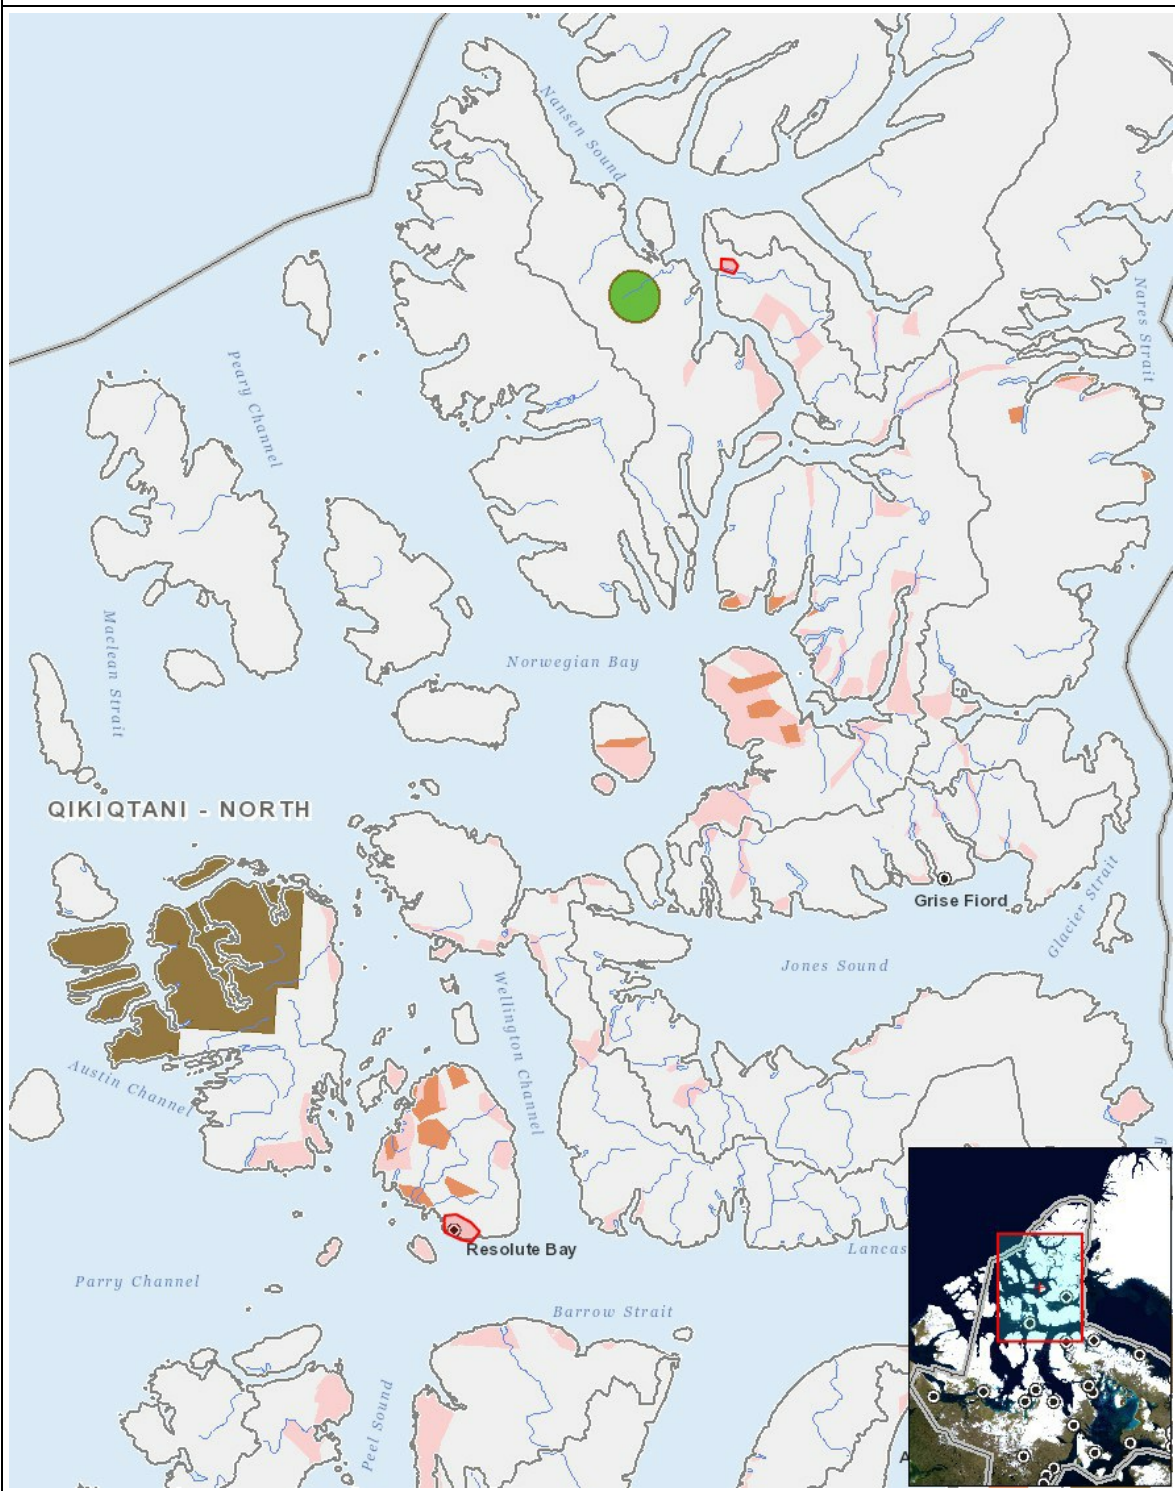 Nansen Sound
Nares Strait
Peary Channel
Maclean Strait
Norwegian Bay
QIKIQTANI - NORTH
Grise Fiord
Glacier Strait
Jones Sound
Wellington Channel
Austin Channel
Resolute Bay
Lancas
Parry Channel
Barrow Strait
Peel Sound
A